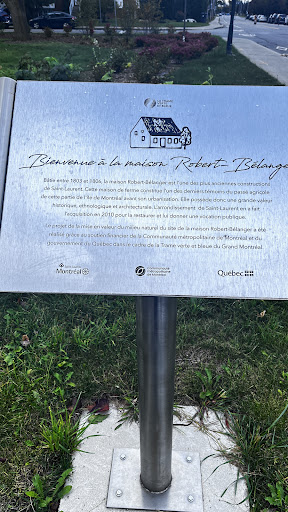 Bienvenue à la maison Robert-Bélanger
Bâtie entre 1803 et 1806, la maison Robert-Bélanger est l'une des plus anciennes constructions
de Saint-Laurent. Cette maison de ferme constitue l'un des derniers témoins du passé agricole
de cette partie de l'île de Montréal avant son urbanisation. Elle possède donc une grande valeur
historique, ethnologique et architecturale. L'arrondissement de Saint-Laurent en a fait
l'acquisition en 2010 pour la restaurer et lui donner une vocation publique.
Le projet de la mise en valeur du milieu naturel du site de la maison Robert-Bélanger a été
réalisé grâce au soutien financier de la Communauté métropolitaine de Montréal et du
gouvernement du Québec dans le cadre de la Trame verte et bleue du Grand Montréal.
Montréal
Communauté
métropolitaine
de Montréal
Québec